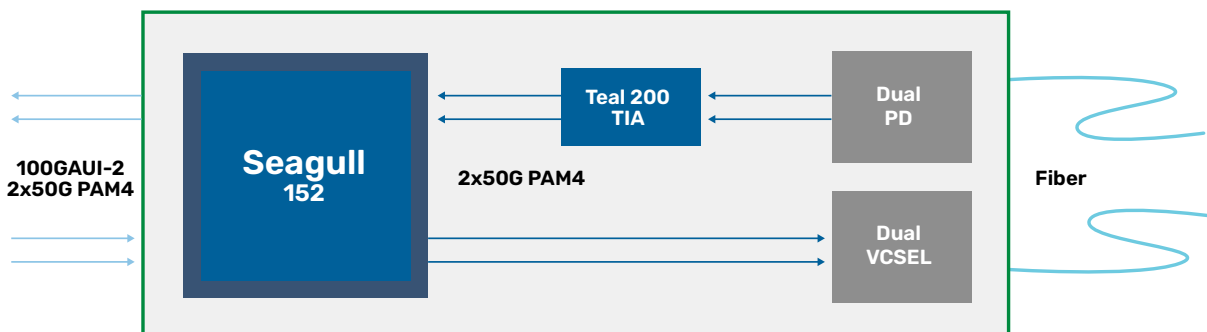 100GAUI-2
2x50G PAM4
Seagull
152
2x50G PAM4
Teal 200
TIA
Dual
PD
Dual
VCSEL
Fiber